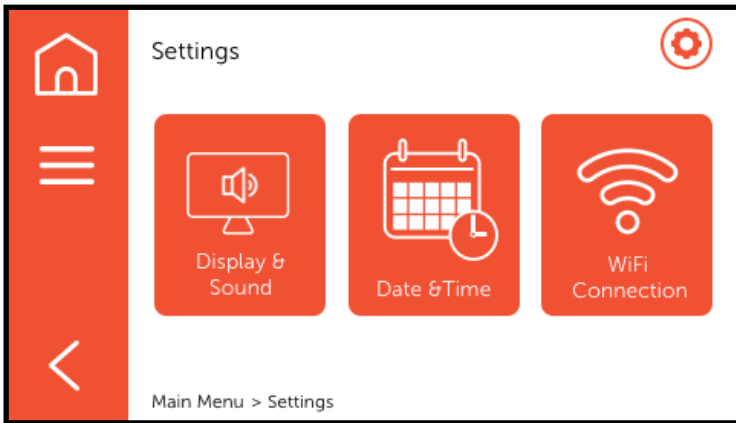 Settings
Display &
Sound
Date &Time
WiFi
Connection
Main Menu > Settings